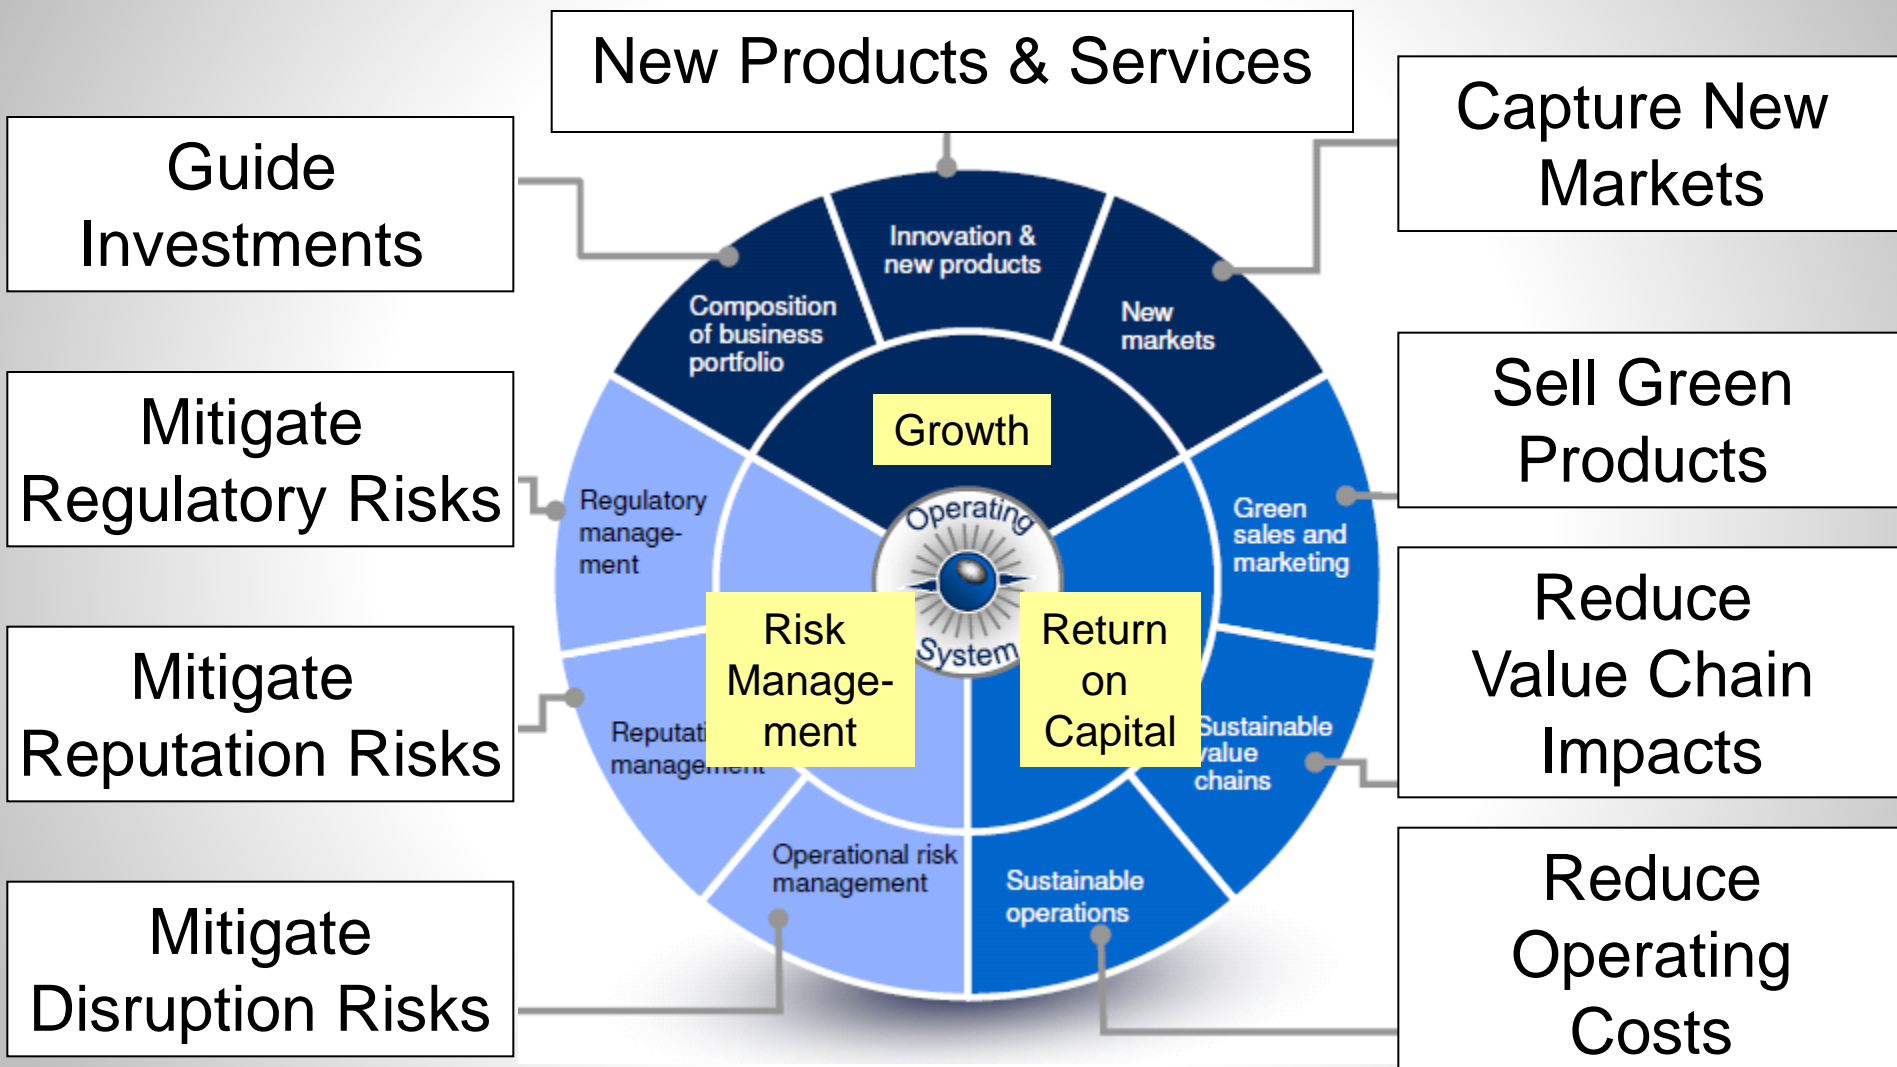 New Products & Services
Guide
Investments
Capture New
Markets
Mitigate
Regulatory Risks
Sell Green
Products
Mitigate
Reputation Risks
Reduce
Value Chain
Impacts
Mitigate
Disruption Risks
Reduce
Operating
Costs
Innovation &
new products
Composition
of business
portfolio
New
markets
Growth
Regulatory
manage-
ment
Green
sales and
marketing
Operating
System
Risk
Manage-
ment
Return
on
Capital
management
Sustainable
value
chains
Operational risk
management
Sustainable
operations